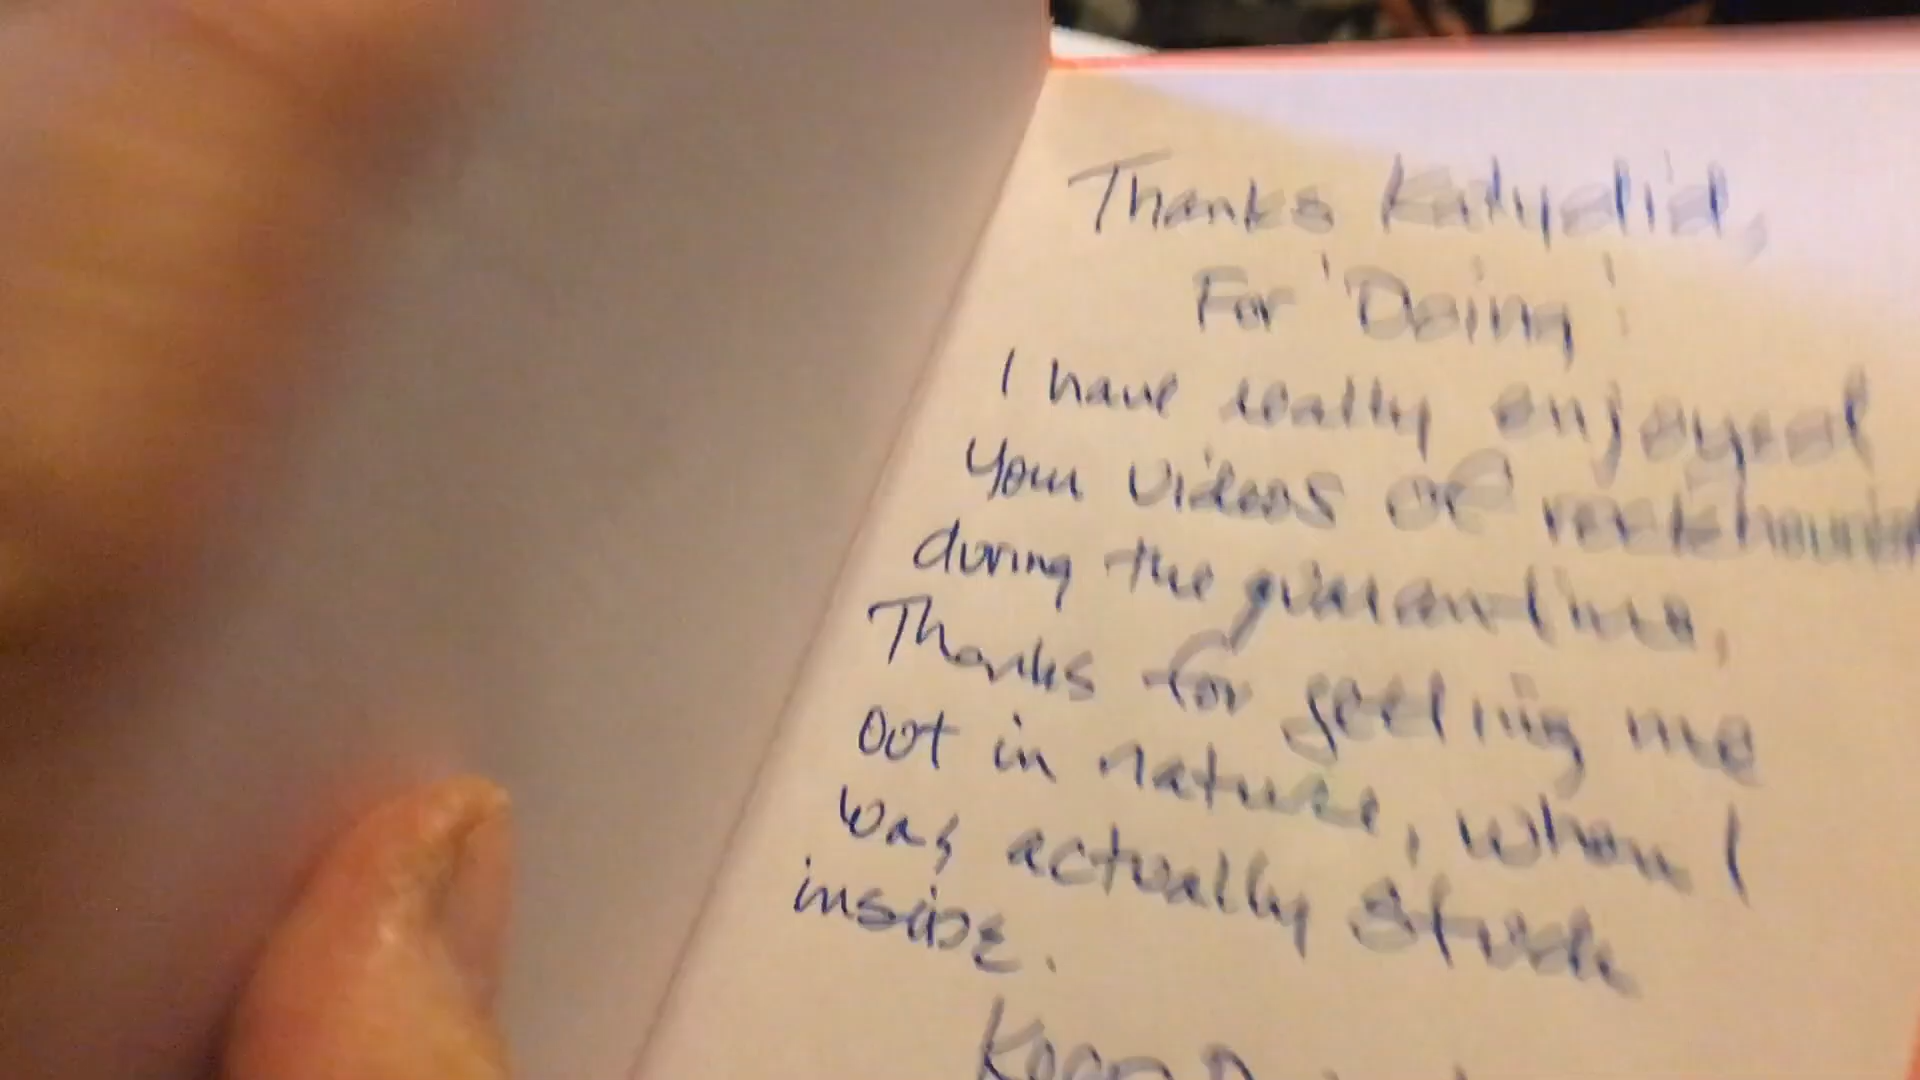 Thanks Katydid,
For 'Doing'
I have really enjoyed
your videos of
during the quarantine,
Thanks for getting me
out in nature, when I
was actually stuck
inside.
Keep